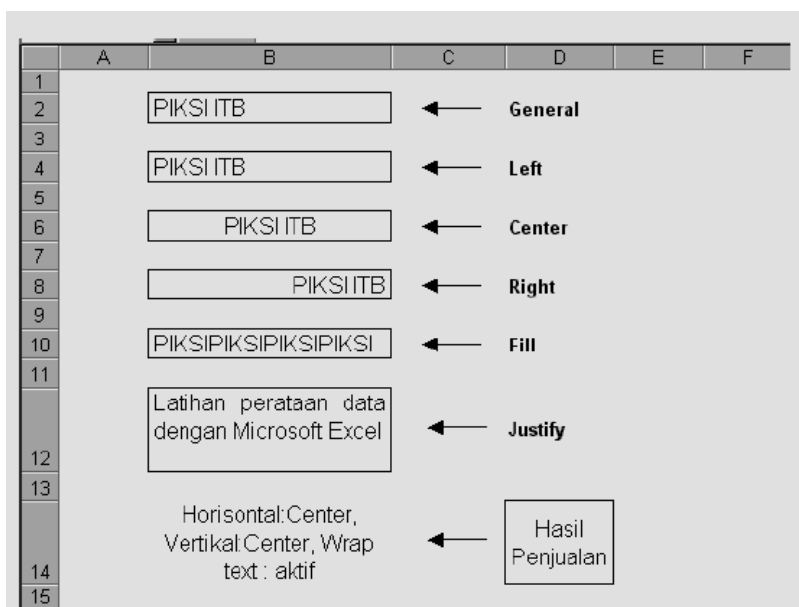 A B C D E F
1
2 PIKSI ITB General
3
4 PIKSI ITB Left
5
6 PIKSI ITB Center
7
8 PIKSI ITB Right
9
10 PIKSIPIKSIPIKSIPIKSI Fill
11
Latihan perataan data
dengan Microsoft Excel Justify
12
13
Horisontal:Center,
Vertikal:Center, Wrap
text : aktif
Hasil
Penjualan
14
15